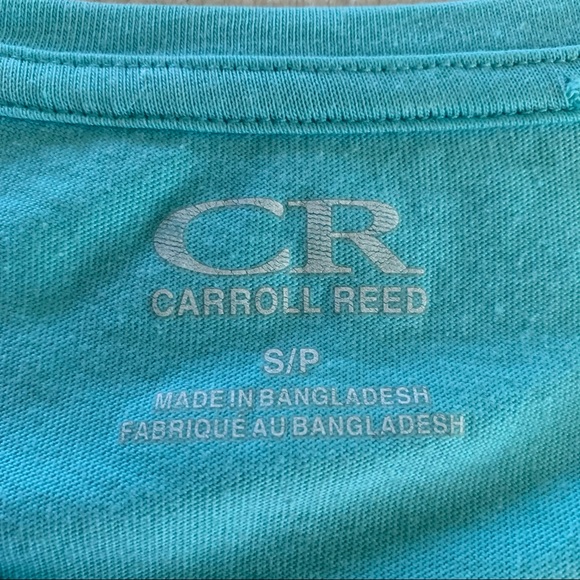 CR
CARROLL REED
S/P
MADE IN BANGLADESH
FABRIQUÉ AU BANGLADESH